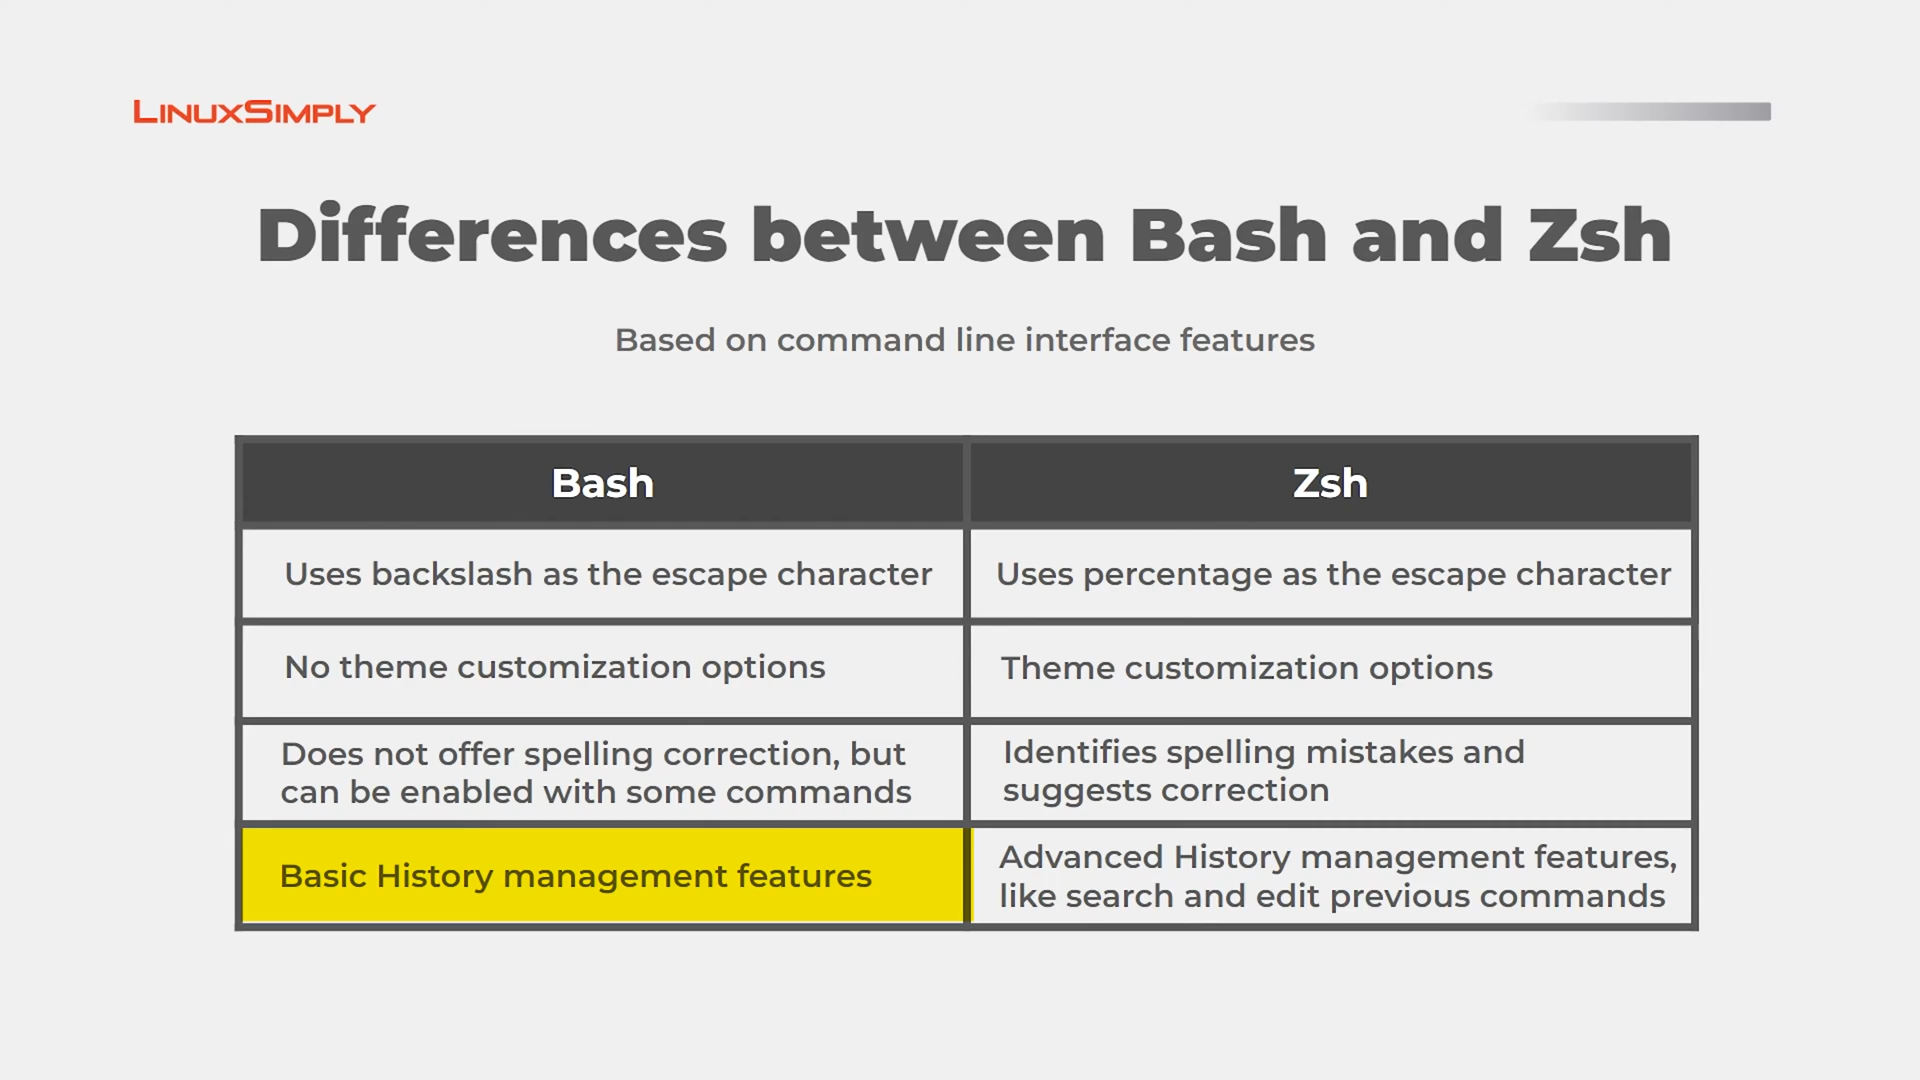 LINUXSIMPLY
Differences between Bash and Zsh
Based on command line interface features
Bash
Zsh
Uses backslash as the escape character
Uses percentage as the escape character
No theme customization options
Theme customization options
Does not offer spelling correction, but
can be enabled with some commands
Identifies spelling mistakes and
suggests correction
Basic History management features
Advanced History management features,
like search and edit previous commands